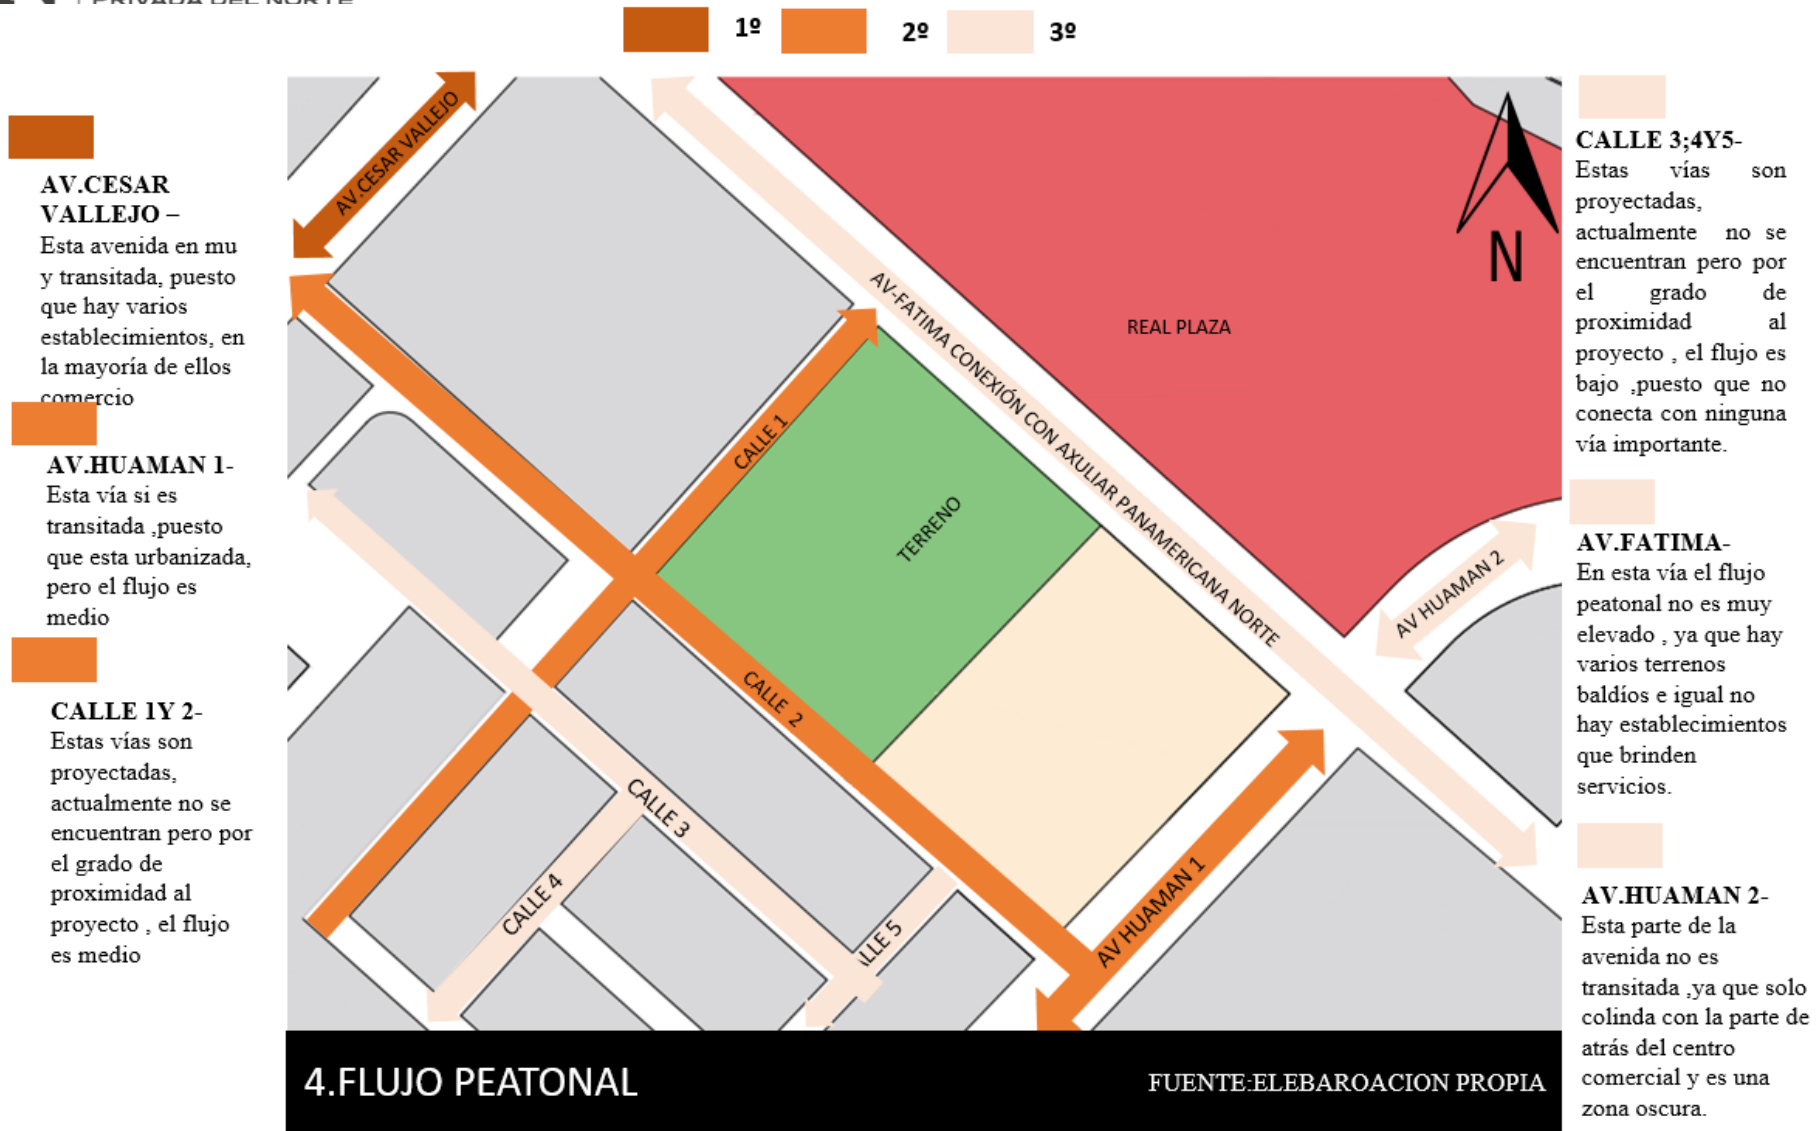 PRIVADA DEL NORTE
1º 2º 3º
AV.CESAR
VALLEJO –
Esta avenida en mu
y transitada, puesto
que hay varios
establecimientos, en
la mayoría de ellos
comercio
AV.HUAMAN 1-
Esta vía si es
transitada ,puesto
que esta urbanizada,
pero el flujo es
medio
CALLE 1Y 2-
Estas vías son
proyectadas,
actualmente no se
encuentran pero por
el grado de
proximidad al
proyecto , el flujo
es medio
AV.CESAR VALLEJO
AV-FATIMA CONEXIÓN CON AXULIAR PANAMERICANA NORTE
REAL PLAZA
N
CALLE 1
TERRENO
AV HUAMAN 2
CALLE 2
CALLE 3
CALLE 4
ALLE 5
AV HUAMAN 1
CALLE 3;4Y5-
Estas vías son
proyectadas,
actualmente no se
encuentran pero por
el grado de
proximidad al
proyecto , el flujo es
bajo ,puesto que no
conecta con ninguna
vía importante.
AV.FATIMA-
En esta vía el flujo
peatonal no es muy
elevado , ya que hay
varios terrenos
baldíos e igual no
hay establecimientos
que brinden
servicios.
AV.HUAMAN 2-
Esta parte de la
avenida no es
transitada ,ya que solo
colinda con la parte de
atrás del centro
comercial y es una
zona oscura.
4.FLUJO PEATONAL
FUENTE:ELEBAROACION PROPIA